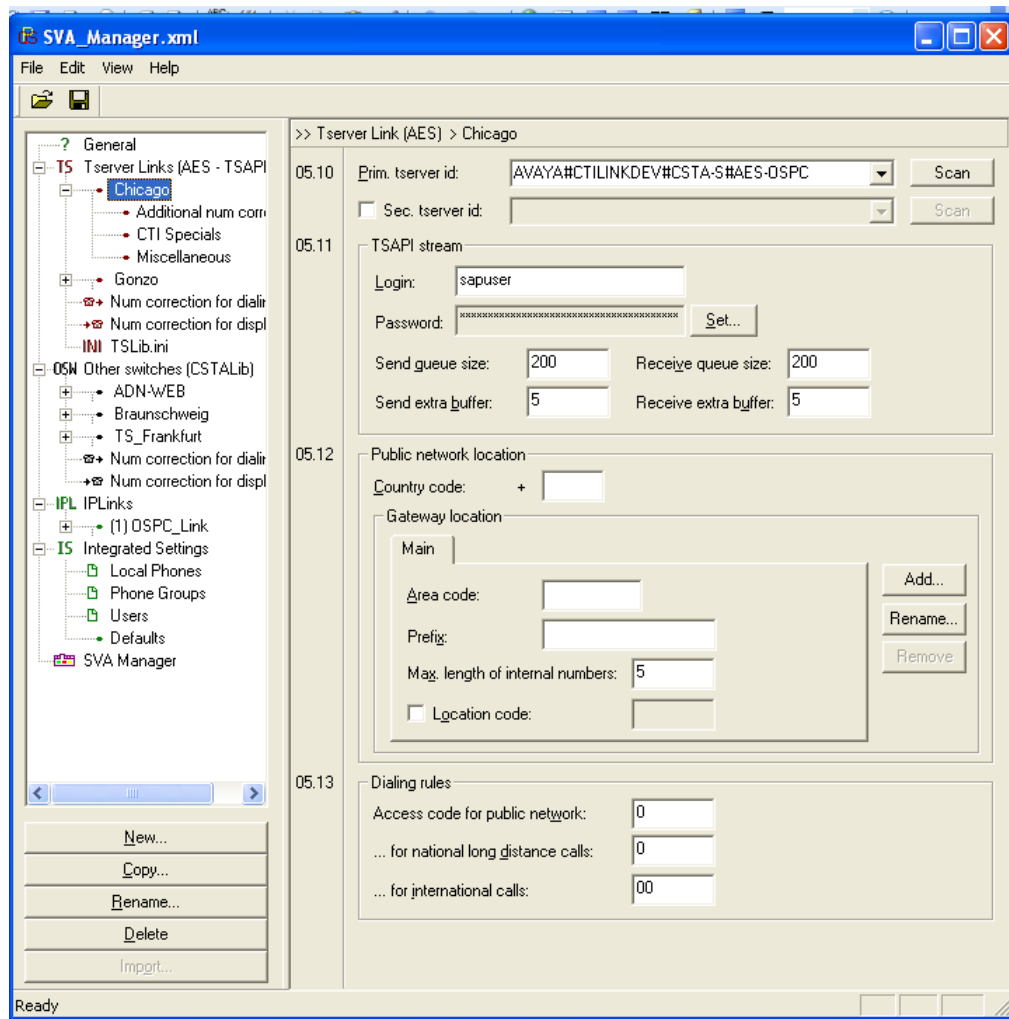 SVA_Manager.xml
File Edit View Help
? General
TS Tserver Links (AES - TSAPI
Chicago
Additional num corr
CTI Specials
Miscellaneous
Gonzo
Num correction for dialin
Num correction for displ
INI TSLib.ini
OSW Other switches (CSTALib)
ADN-WEB
Braunschweig
TS_Frankfurt
Num correction for dialin
Num correction for displ
IPL IPLinks
(1) OSPC_Link
IS Integrated Settings
Local Phones
Phone Groups
Users
Defaults
SVA Manager
New...
Copy...
Rename...
Delete
Import...
>> Tserver Link (AES) > Chicago
05.10 Prim. tserver id: AVAYA#CTILINKDEV#CSTA-S#AES-OSPC Scan
Sec. tserver id: Scan
05.11 TSAPI stream
Login: sapuser
Password: **************************************** Set...
Send queue size: 200 Receive queue size: 200
Send extra buffer: 5 Receive extra buffer: 5
05.12 Public network location
Country code: +
Gateway location
Main
Area code:
Prefix:
Max. length of internal numbers: 5
Location code:
Add...
Rename...
Remove
05.13 Dialing rules
Access code for public network: 0
... for national long distance calls: 0
... for international calls: 00
Ready